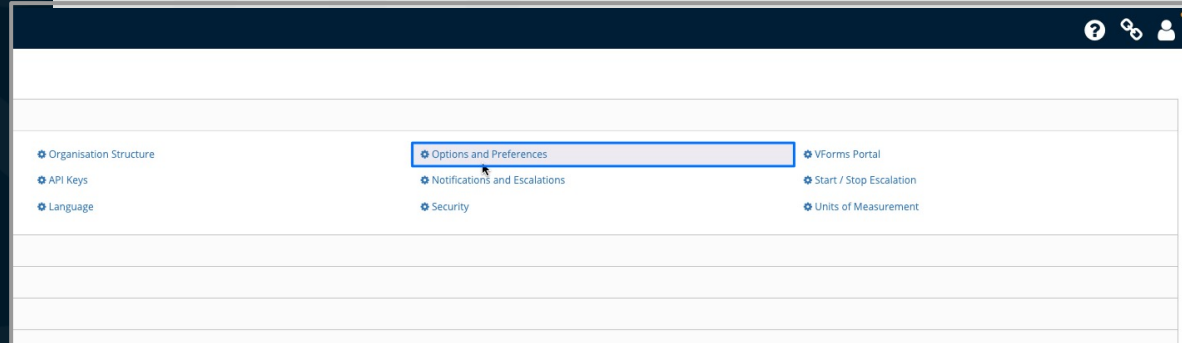 Organisation Structure
Options and Preferences
VForms Portal
API Keys
Notifications and Escalations
Start / Stop Escalation
Language
Security
Units of Measurement